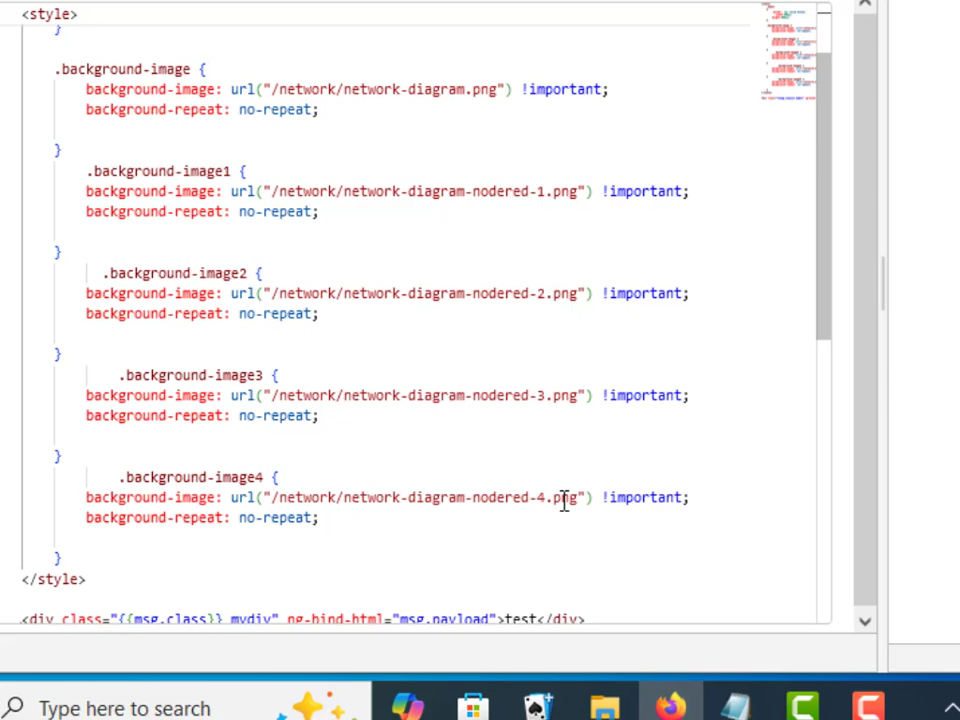 <style>
}
.background-image {
background-image: url("/network/network-diagram.png") !important;
background-repeat: no-repeat;
}
.background-image1 {
background-image: url("/network/network-diagram-nodered-1.png") !important;
background-repeat: no-repeat;
}
.background-image2 {
background-image: url("/network/network-diagram-nodered-2.png") !important;
background-repeat: no-repeat;
}
.background-image3 {
background-image: url("/network/network-diagram-nodered-3.png") !important;
background-repeat: no-repeat;
}
.background-image4 {
background-image: url("/network/network-diagram-nodered-4.png") !important;
background-repeat: no-repeat;
}
</style>
<div class="{{msg.class}} mydiv" ng-bind-html="msg.payload">test</div>
Type here to search